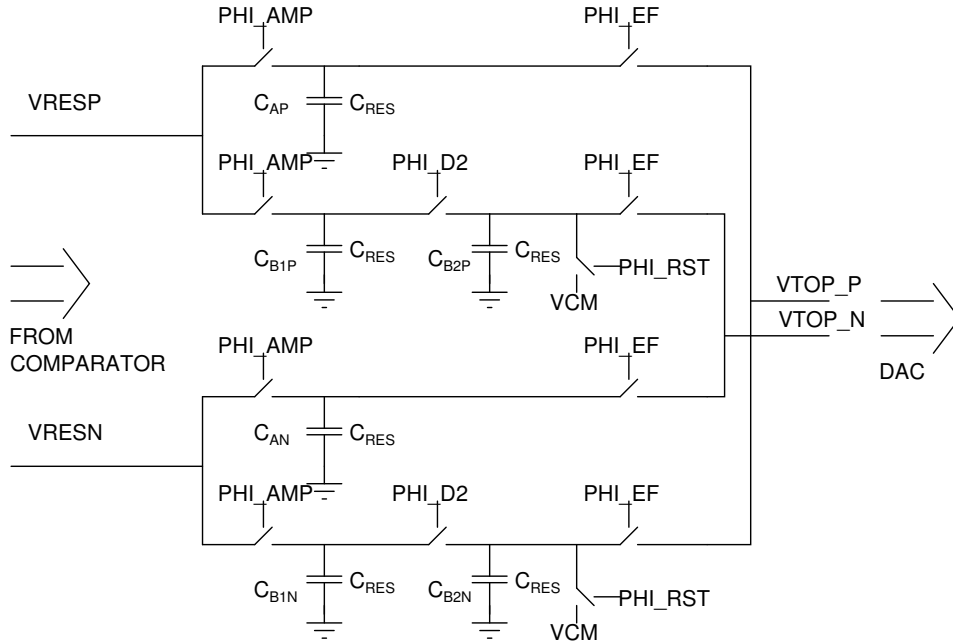 PHI_AMP
PHI_EF
VRESP
C_AP
C_RES
PHI_AMP
PHI_D2
PHI_EF
C_B1P
C_RES
C_B2P
C_RES
PHI_RST
VCM
VTOP_P
VTOP_N
FROM
COMPARATOR
DAC
PHI_AMP
PHI_EF
VRESN
C_AN
C_RES
PHI_AMP
PHI_D2
PHI_EF
C_B1N
C_RES
C_B2N
C_RES
PHI_RST
VCM